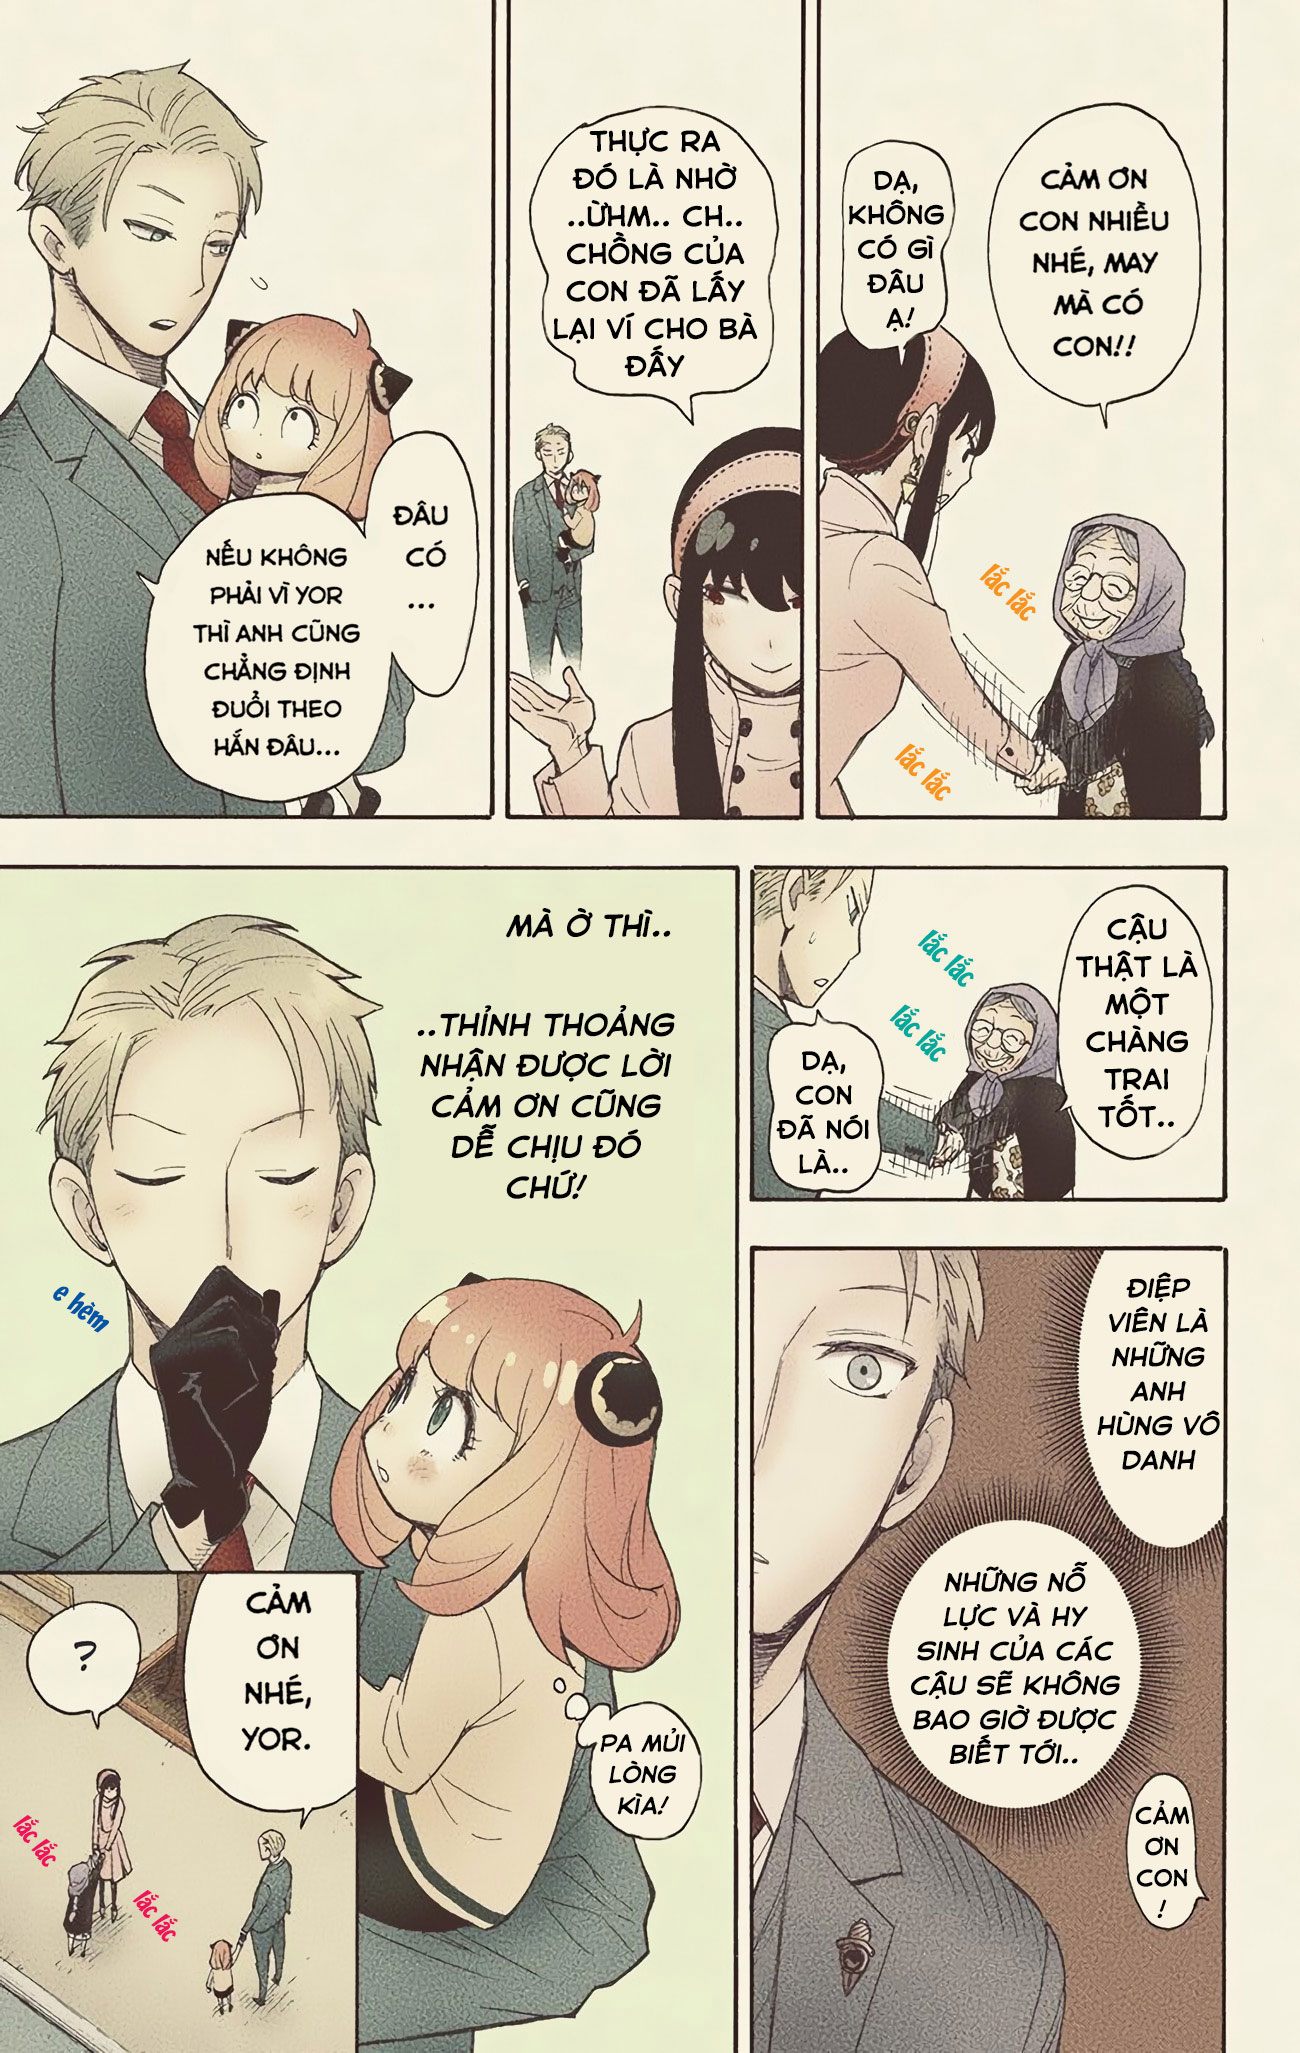 CẢM ƠN
CON NHIỀU
NHÉ, MAY
MÀ CÓ
CON!!
DẠ,
KHÔNG
CÓ GÌ
ĐÂU
Ạ!
lắc lắc
lắc lắc
THỰC RA
ĐÓ LÀ NHỜ
..ỪHM.. CH..
CHỒNG CỦA
CON ĐÃ LẤY
LẠI VÍ CHO BÀ
ĐẤY
ĐÂU
CÓ
...
NẾU KHÔNG
PHẢI VÌ YOR
THÌ ANH CŨNG
CHẲNG ĐỊNH
ĐUỔI THEO
HẮN ĐÂU...
CẬU
THẬT LÀ
MỘT
CHÀNG
TRAI
TỐT..
lắc lắc
lắc lắc
DẠ,
CON
ĐÃ NÓI
LÀ..
ĐIỆP
VIÊN LÀ
NHỮNG
ANH
HÙNG VÔ
DANH
NHỮNG NỖ
LỰC VÀ HY
SINH CỦA CÁC
CẬU SẼ KHÔNG
BAO GIỜ ĐƯỢC
BIẾT TỚI..
CẢM
ƠN
CON
!
MÀ Ờ THÌ..
..THỈNH THOẢNG
NHẬN ĐƯỢC LỜI
CẢM ƠN CŨNG
DỄ CHỊU ĐÓ
CHỨ!
e hèm
PA MỦI
LÒNG
KÌA!
CẢM
ƠN
NHÉ,
YOR.
?
lắc lắc
lắc lắc